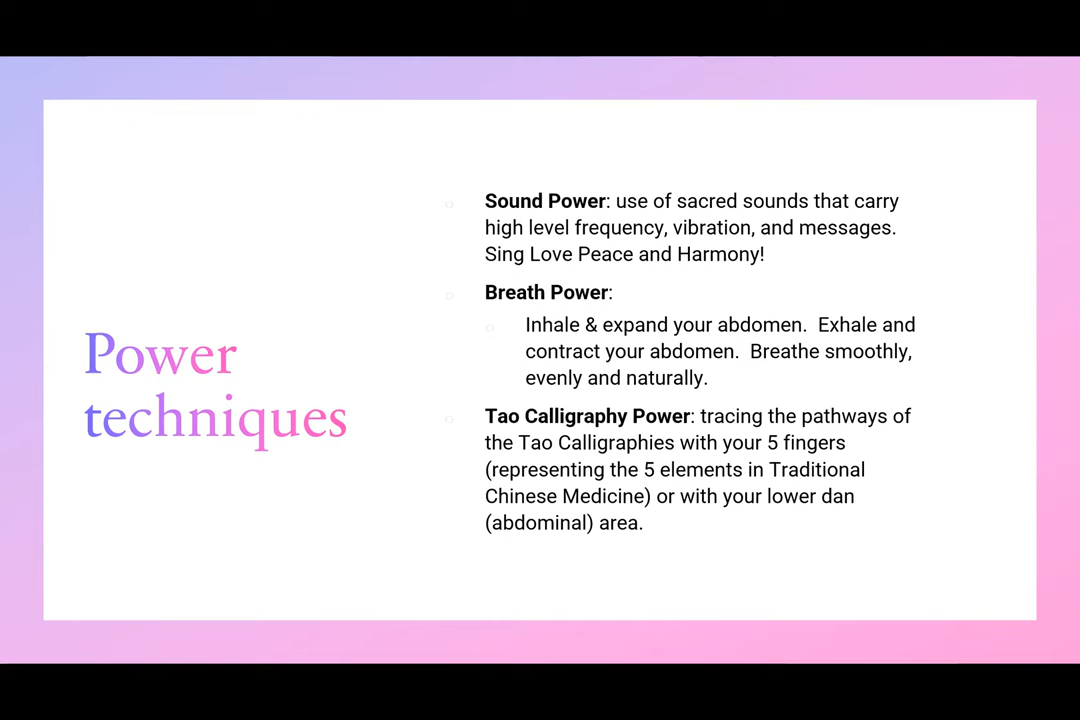 Power
techniques
Sound Power: use of sacred sounds that carry
high level frequency, vibration, and messages.
Sing Love Peace and Harmony!
Breath Power:
Inhale & expand your abdomen.  Exhale and
contract your abdomen.  Breathe smoothly,
evenly and naturally.
Tao Calligraphy Power: tracing the pathways of
the Tao Calligraphies with your 5 fingers
(representing the 5 elements in Traditional
Chinese Medicine) or with your lower dan
(abdominal) area.